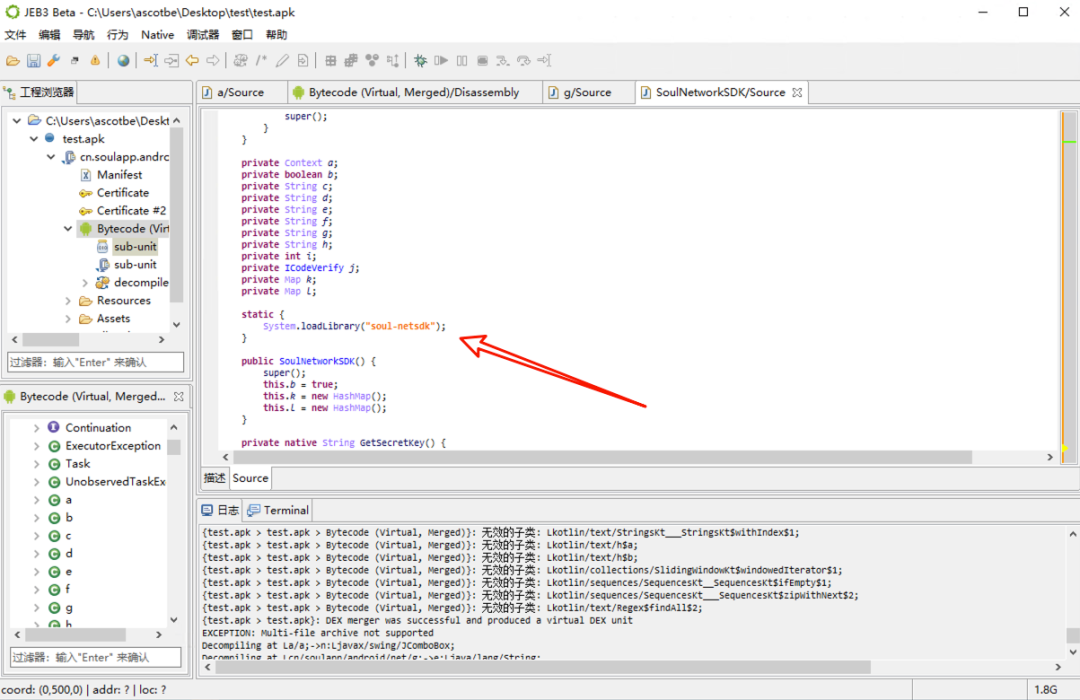 JEB3 Beta - C:\Users\ascotbe\Desktop\test\test.apk
文件 编辑 导航 行为 Native 调试器 窗口 帮助
工程浏览器
C:\Users\ascotbe\Deskt
test.apk
cn.soulapp.andrc
Manifest
Certificate
Certificate #2
Bytecode (Virt
sub-unit
sub-unit
decompile
Resources
Assets
过滤器: 输入"Enter" 来确认
Bytecode (Virtual, Merged...
Continuation
ExecutorException
Task
UnobservedTaskEx
a
b
c
d
e
f
g
h
过滤器: 输入"Enter" 来确认
a/Source Bytecode (Virtual, Merged)/Disassembly g/Source SoulNetworkSDK/Source
super();
}
}
private Context a;
private boolean b;
private String c;
private String d;
private String e;
private String f;
private String g;
private String h;
private int i;
private ICodeVerify j;
private Map k;
private Map l;
static {
System.loadLibrary("soul-netsdk");
}
public SoulNetworkSDK() {
super();
this.b = true;
this.k = new HashMap();
this.l = new HashMap();
}
private native String GetSecretKey() {
描述 Source
日志 Terminal
{test.apk > test.apk > Bytecode (Virtual, Merged)}: 无效的子类: Lkotlin/text/StringsKt___StringsKt$withIndex$1;
{test.apk > test.apk > Bytecode (Virtual, Merged)}: 无效的子类: Lkotlin/text/h$a;
{test.apk > test.apk > Bytecode (Virtual, Merged)}: 无效的子类: Lkotlin/text/h$b;
{test.apk > test.apk > Bytecode (Virtual, Merged)}: 无效的子类: Lkotlin/collections/SlidingWindowKt$windowedIterator$1;
{test.apk > test.apk > Bytecode (Virtual, Merged)}: 无效的子类: Lkotlin/sequences/SequencesKt__SequencesKt$ifEmpty$1;
{test.apk > test.apk > Bytecode (Virtual, Merged)}: 无效的子类: Lkotlin/sequences/SequencesKt___SequencesKt$zipWithNext$2;
{test.apk > test.apk > Bytecode (Virtual, Merged)}: 无效的子类: Lkotlin/text/Regex$findAll$2;
{test.apk > test.apk}: DEX merger was successful and produced a virtual DEX unit
EXCEPTION: Multi-file archive not supported
Decompiling at La/a;->n:Ljavax/swing/JComboBox;
Decompiling at Lcn/soulapp/android/net/g;->e:Ljava/lang/String;
coord: (0,500,0) | addr: ? | loc: ?
1.8G